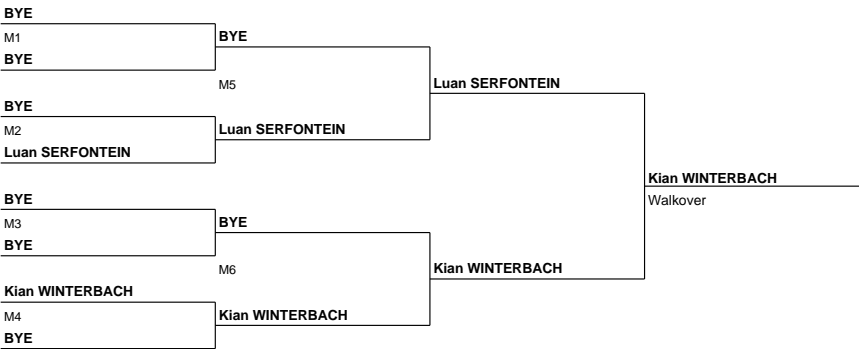 BYE
M1
BYE
BYE
M5
BYE
M2
Luan SERFONTEIN
Luan SERFONTEIN
Luan SERFONTEIN
BYE
M3
BYE
BYE
M6
Kian WINTERBACH
M4
BYE
Kian WINTERBACH
Kian WINTERBACH
Kian WINTERBACH
Walkover